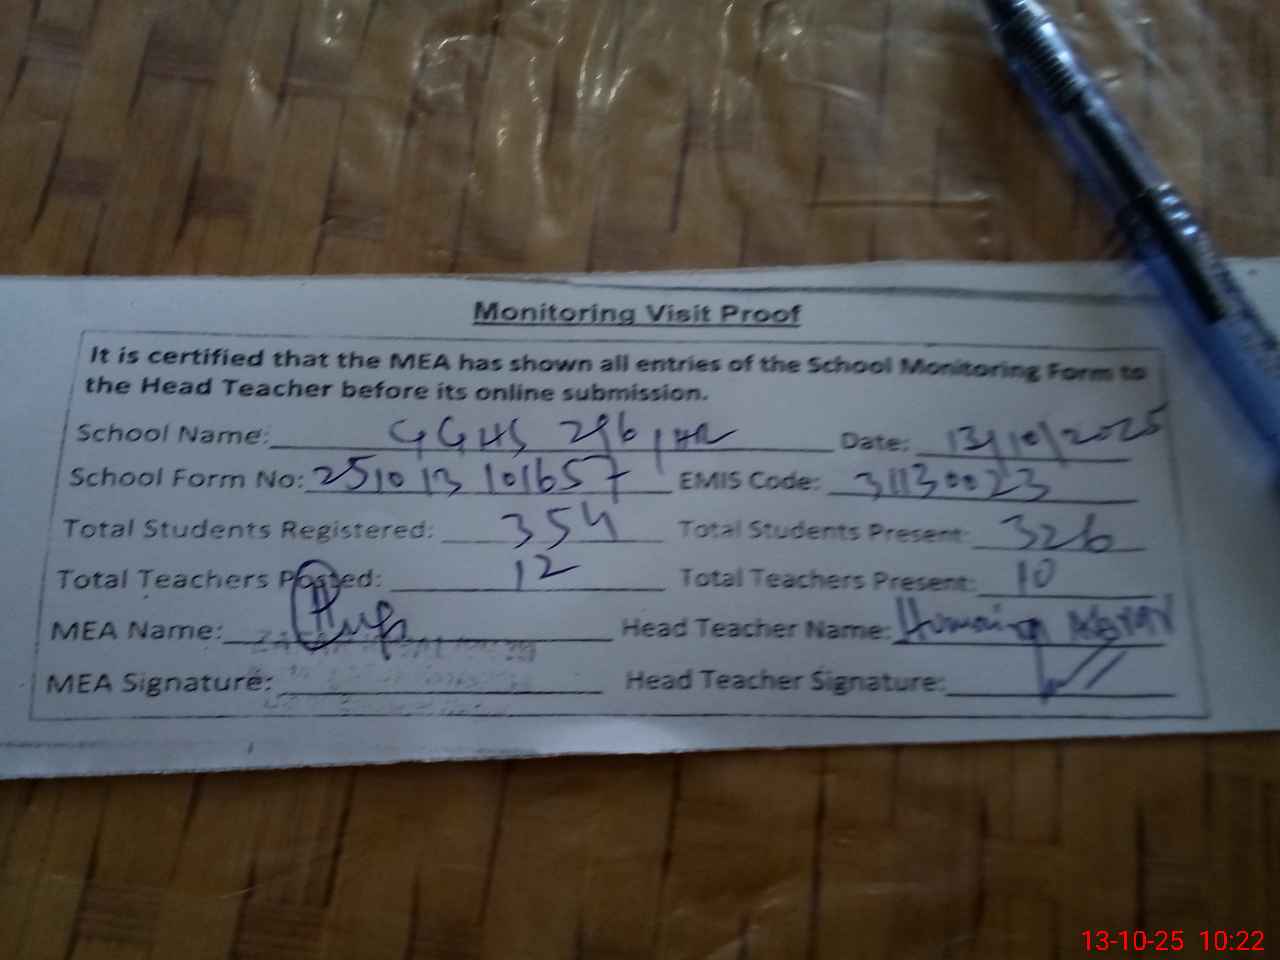 Monitoring Visit Proof
It is certified that the MEA has shown all entries of the School Monitoring Form to
the Head Teacher before its online submission.
School Name: GGHS 296/HR Date: 13/10/2025
School Form No: 251013101657 EMIS Code: 31130023
Total Students Registered: 354 Total Students Present: 326
Total Teachers Posted: 12 Total Teachers Present: 10
MEA Name: Head Teacher Name:
MEA Signature: Head Teacher Signature:
13-10-25 10:22